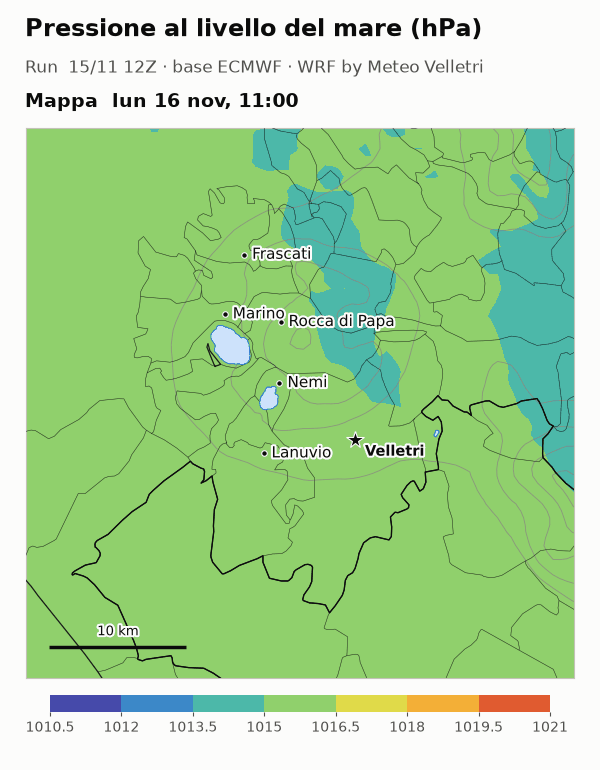 Pressione al livello del mare (hPa)
Run  15/11 12Z · base ECMWF · WRF by Meteo Velletri
Mappa  lun 16 nov, 11:00
Frascati
Marino
Rocca di Papa
Nemi
Velletri
Lanuvio
10 km
1010.5 1012 1013.5 1015 1016.5 1018 1019.5 1021